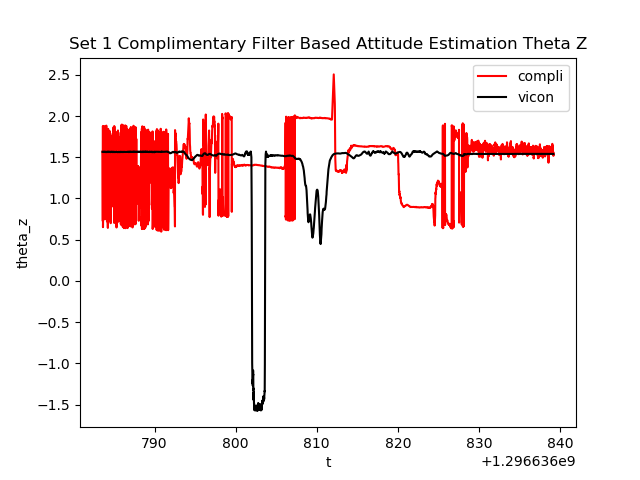 Set 1 Complimentary Filter Based Attitude Estimation Theta Z
compli
vicon
theta_z
2.5
2.0
1.5
1.0
0.5
0.0
−0.5
−1.0
−1.5
790 800 810 820 830 840
t
+1.296636e9